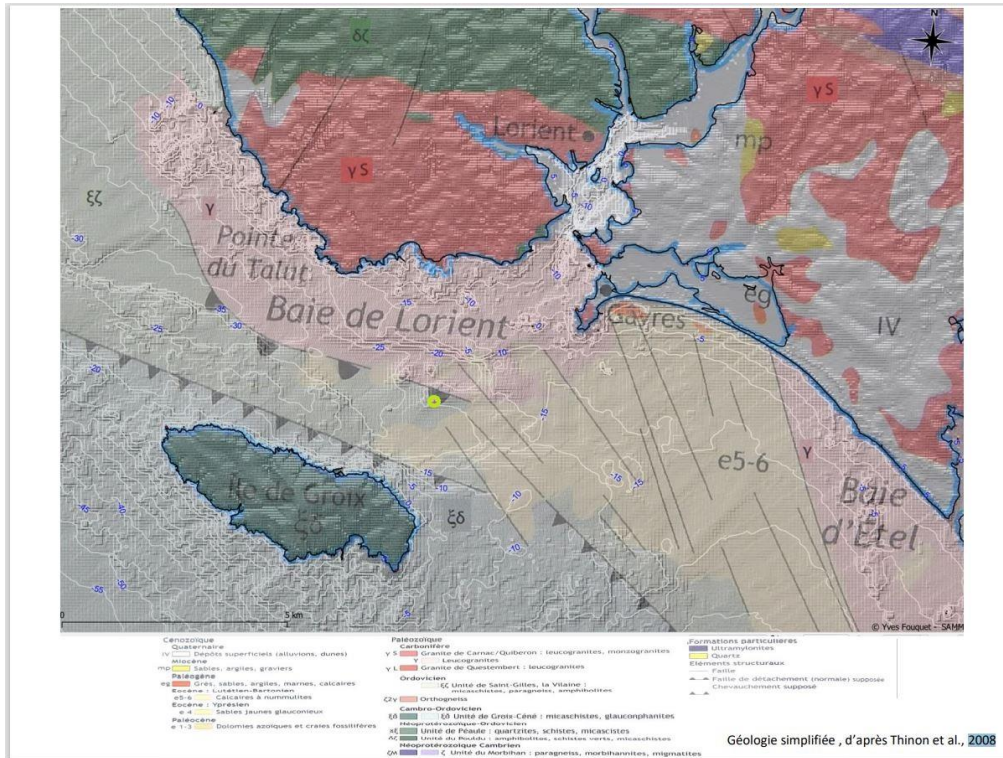 N
δζ
γ S
Lorient
mp
γ S
ξζ
γ
Pointe
du Talut
Baie de Lorient
Gavres
eg
IV
e5-6
γ
Baie
d'Etel
Ile de Groix
ξδ
ξδ
0
5 km
© Yves Fouquet - SAMM
Cénozoïque
Quaternaire
IV Dépôts superficiels (alluvions, dunes)
Miocène
mp Sables, argiles, graviers
Paléogène
eg Grès, sables, argiles, marnes, calcaires
Eocène : Lutétien-Bartonien
e5-6 Calcaires à nummulites
Eocène : Yprésien
e 4 Sables jaunes glauconieux
Paléocène
e 1-3 Dolomies azoïques et craies fossilifères
Paléozoïque
Carbonifère
γ S Granite de Carnac/Quiberon : leucogranites, monzogranites
γ Leucogranites
γ L Granite de Questembert : leucogranites
Ordovicien
ξζ Unité de Saint-Gilles, la Vilaine :
micaschistes, paragneiss, amphibolites
ζ2γ Orthogneiss
Cambro-Ordovicien
ξδ ξδ Unité de Groix-Céné : micaschistes, glauconphanites
Néoprotérozoïque-Ordovicien
Unité de Péaule : quartzites, schistes, micascistes
δζ Unité du Pouldu : amphibolites, schistes verts, micaschistes
Néoprotérozoïque Cambrien
ζM ζ Unité du Morbihan : paragneiss, morbihannites, migmatites
Formations particulières
Ultramylonites
Quartz
Eléments structuraux
Faille
Faille de détachement (normale) supposée
Chevauchement supposé
Géologie simplifiée , d'après Thinon et al., 2008